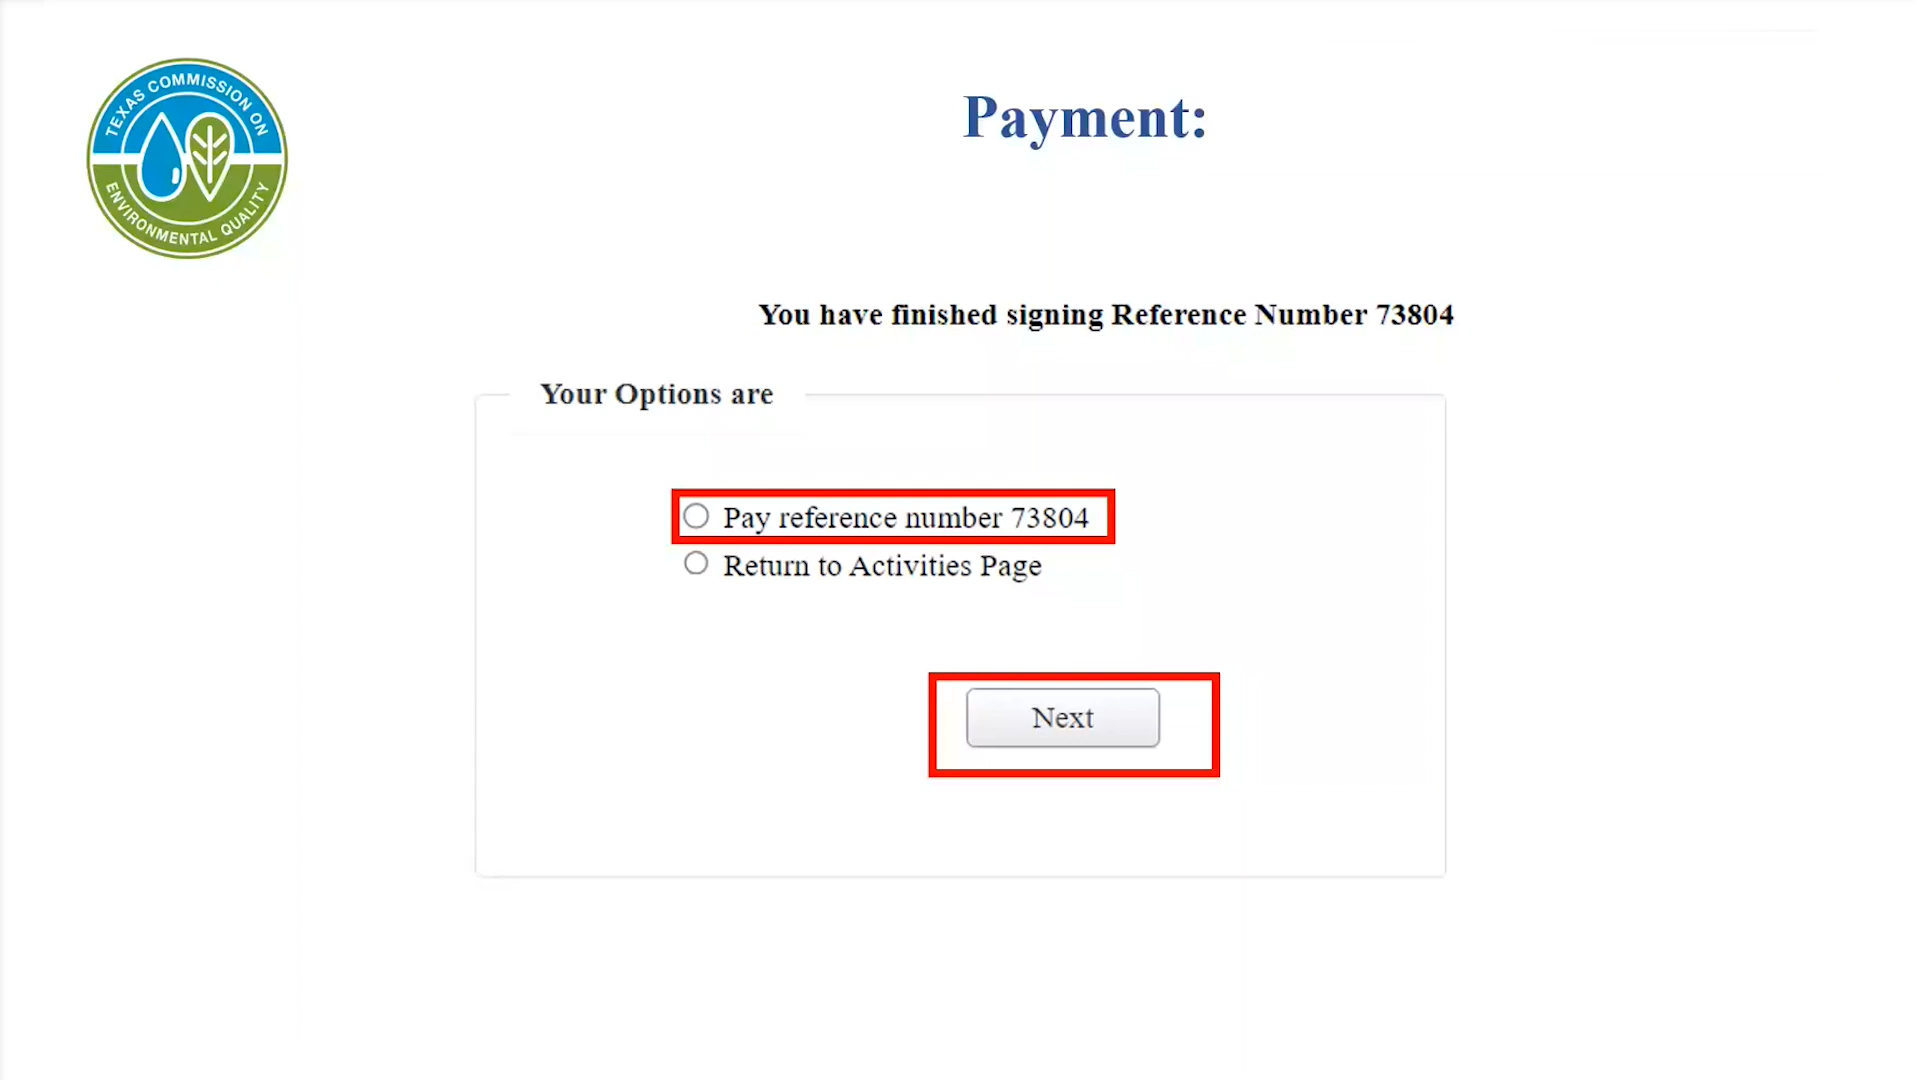 TEXAS COMMISSION ON
ENVIRONMENTAL QUALITY
Payment:
You have finished signing Reference Number 73804
Your Options are
Pay reference number 73804
Return to Activities Page
Next